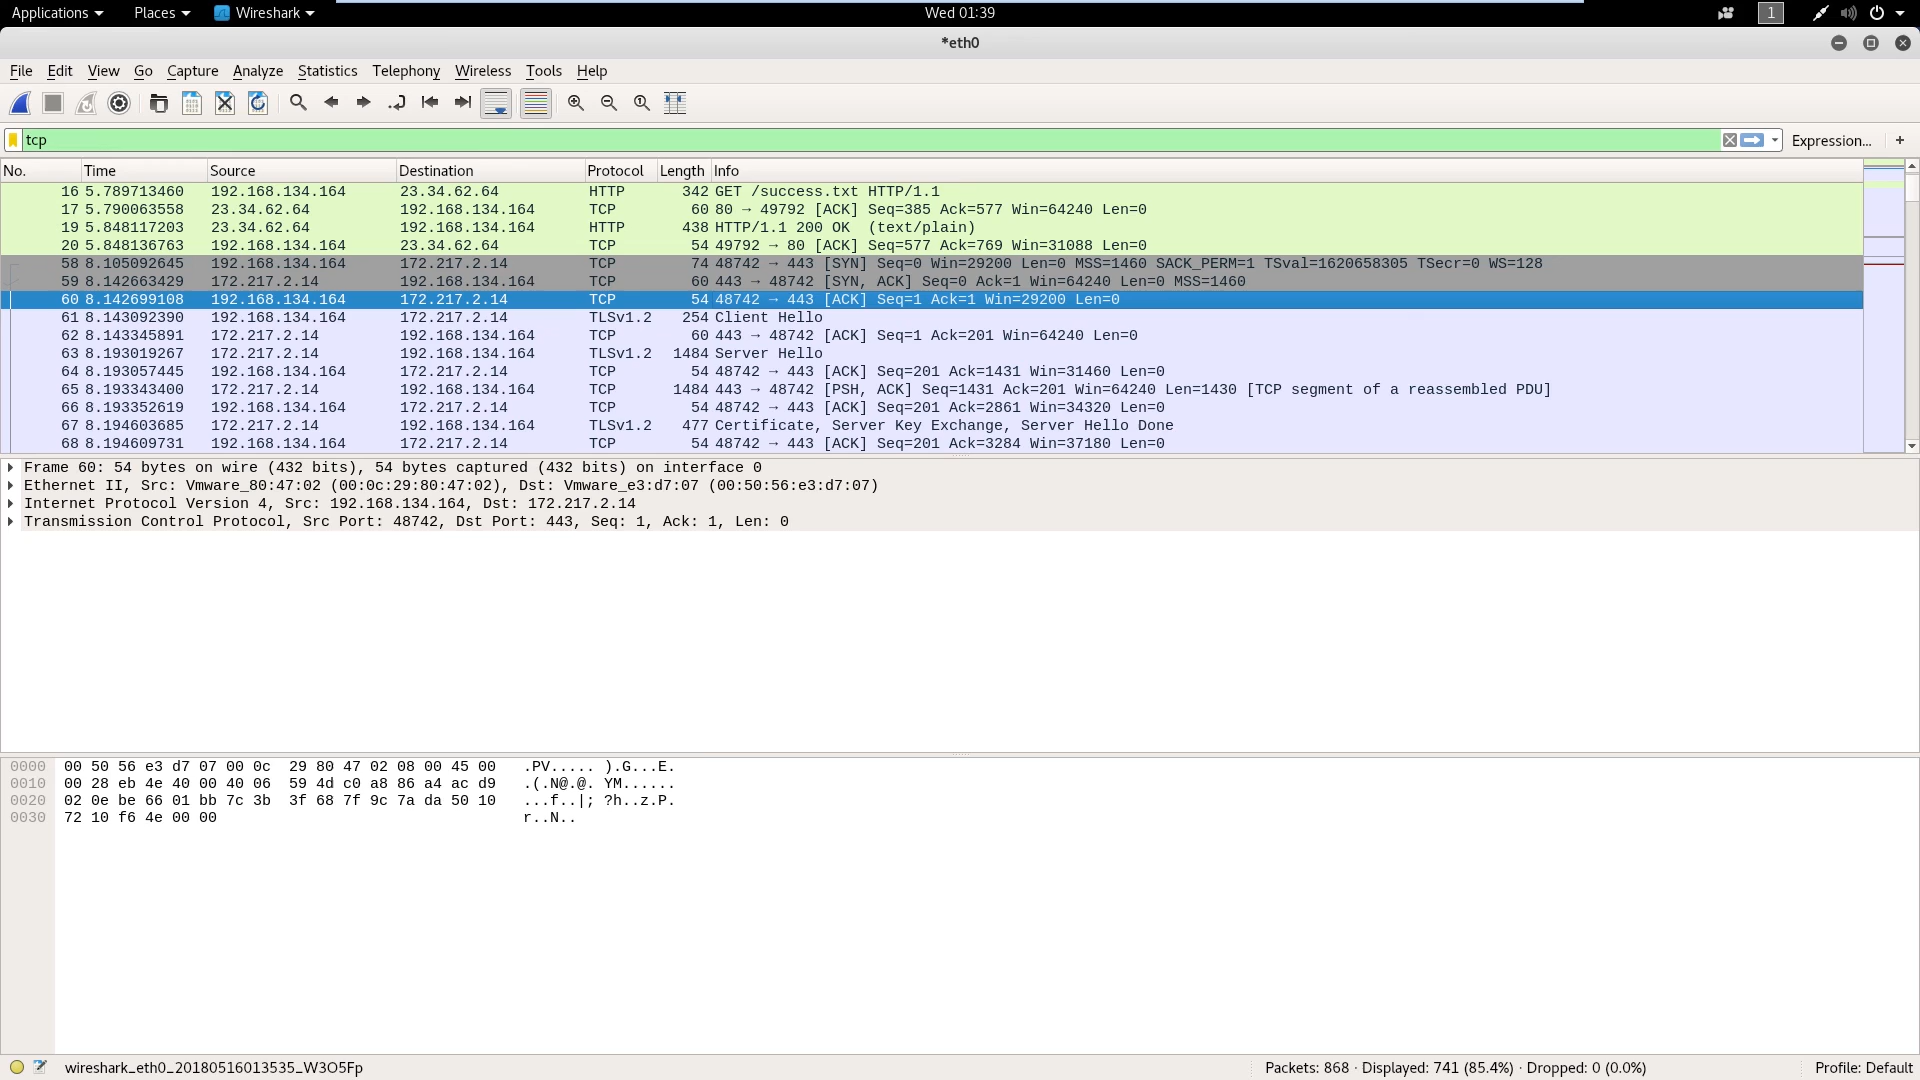 Applications Places Wireshark Wed 01:39 1
*eth0
File Edit View Go Capture Analyze Statistics Telephony Wireless Tools Help
tcp Expression... +
No. Time Source Destination Protocol Length Info
16 5.789713460 192.168.134.164 23.34.62.64 HTTP 342 GET /success.txt HTTP/1.1
17 5.790063558 23.34.62.64 192.168.134.164 TCP 60 80 → 49792 [ACK] Seq=385 Ack=577 Win=64240 Len=0
19 5.848117203 23.34.62.64 192.168.134.164 HTTP 438 HTTP/1.1 200 OK (text/plain)
20 5.848136763 192.168.134.164 23.34.62.64 TCP 54 49792 → 80 [ACK] Seq=577 Ack=769 Win=31088 Len=0
58 8.105092645 192.168.134.164 172.217.2.14 TCP 74 48742 → 443 [SYN] Seq=0 Win=29200 Len=0 MSS=1460 SACK_PERM=1 TSval=1620658305 TSecr=0 WS=128
59 8.142663429 172.217.2.14 192.168.134.164 TCP 60 443 → 48742 [SYN, ACK] Seq=0 Ack=1 Win=64240 Len=0 MSS=1460
60 8.142699108 192.168.134.164 172.217.2.14 TCP 54 48742 → 443 [ACK] Seq=1 Ack=1 Win=29200 Len=0
61 8.143092390 192.168.134.164 172.217.2.14 TLSv1.2 254 Client Hello
62 8.143345891 172.217.2.14 192.168.134.164 TCP 60 443 → 48742 [ACK] Seq=1 Ack=201 Win=64240 Len=0
63 8.193019267 172.217.2.14 192.168.134.164 TLSv1.2 1484 Server Hello
64 8.193057445 192.168.134.164 172.217.2.14 TCP 54 48742 → 443 [ACK] Seq=201 Ack=1431 Win=31460 Len=0
65 8.193343400 172.217.2.14 192.168.134.164 TCP 1484 443 → 48742 [PSH, ACK] Seq=1431 Ack=201 Win=64240 Len=1430 [TCP segment of a reassembled PDU]
66 8.193352619 192.168.134.164 172.217.2.14 TCP 54 48742 → 443 [ACK] Seq=201 Ack=2861 Win=34320 Len=0
67 8.194603685 172.217.2.14 192.168.134.164 TLSv1.2 477 Certificate, Server Key Exchange, Server Hello Done
68 8.194609731 192.168.134.164 172.217.2.14 TCP 54 48742 → 443 [ACK] Seq=201 Ack=3284 Win=37180 Len=0
Frame 60: 54 bytes on wire (432 bits), 54 bytes captured (432 bits) on interface 0
Ethernet II, Src: Vmware_80:47:02 (00:0c:29:80:47:02), Dst: Vmware_e3:d7:07 (00:50:56:e3:d7:07)
Internet Protocol Version 4, Src: 192.168.134.164, Dst: 172.217.2.14
Transmission Control Protocol, Src Port: 48742, Dst Port: 443, Seq: 1, Ack: 1, Len: 0
0000 00 50 56 e3 d7 07 00 0c 29 80 47 02 08 00 45 00 .PV..... ).G...E.
0010 00 28 eb 4e 40 00 40 06 59 4d c0 a8 86 a4 ac d9 .(.N@.@. YM......
0020 02 0e be 66 01 bb 7c 3b 3f 68 7f 9c 7a da 50 10 ...f..|; ?h..z.P.
0030 72 10 f6 4e 00 00 r..N..
wireshark_eth0_20180516013535_W3O5Fp Packets: 868 · Displayed: 741 (85.4%) · Dropped: 0 (0.0%) Profile: Default